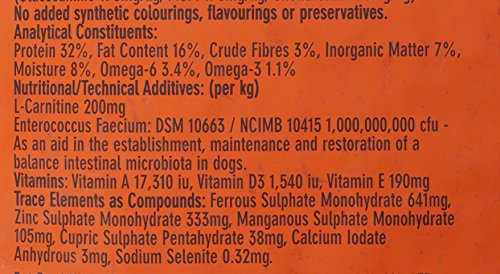 No added synthetic colourings, flavourings or preservatives.
Analytical Constituents:
Protein 32%, Fat Content 16%, Crude Fibres 3%, Inorganic Matter 7%,
Moisture 8%, Omega-6 3.4%, Omega-3 1.1%
Nutritional/Technical Additives: (per kg)
L-Carnitine 200mg
Enterococcus Faecium: DSM 10663 / NCIMB 10415 1,000,000,000 cfu -
As an aid in the establishment, maintenance and restoration of a
balance intestinal microbiota in dogs.
Vitamins: Vitamin A 17,310 iu, Vitamin D3 1,540 iu, Vitamin E 190mg
Trace Elements as Compounds: Ferrous Sulphate Monohydrate 641mg,
Zinc Sulphate Monohydrate 333mg, Manganous Sulphate Monohydrate
105mg, Cupric Sulphate Pentahydrate 38mg, Calcium Iodate
Anhydrous 3mg, Sodium Selenite 0.32mg.